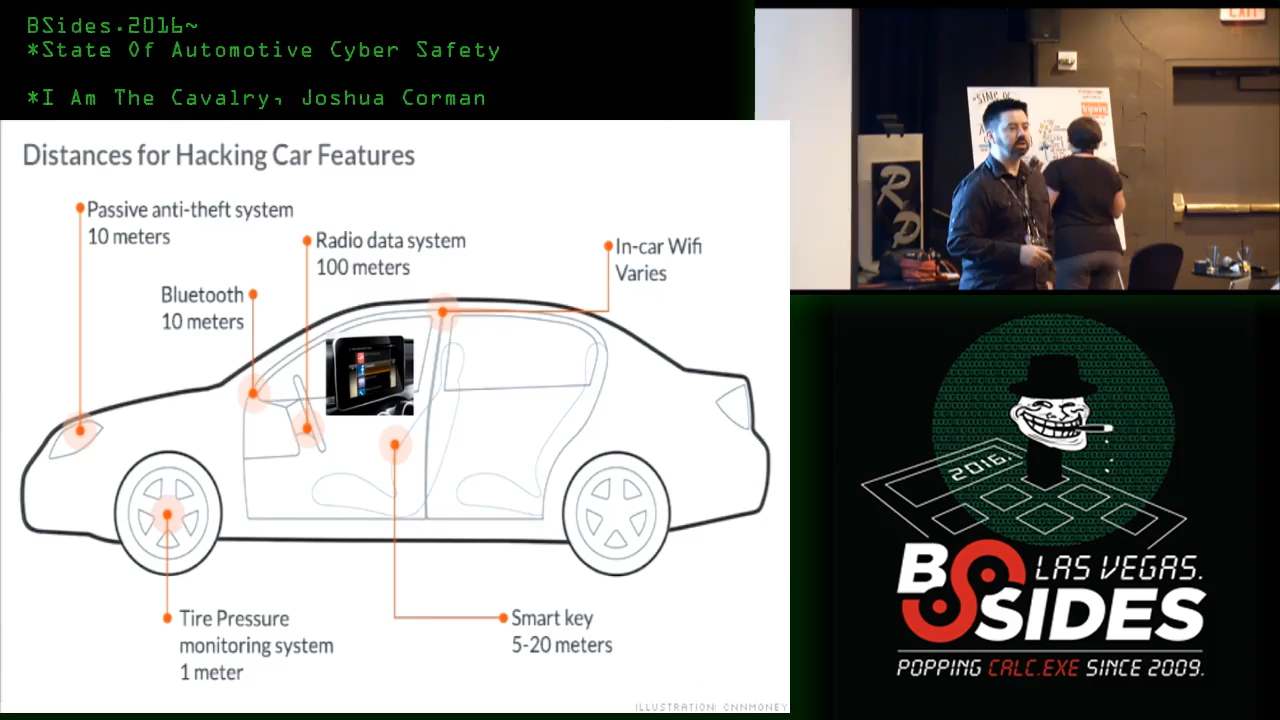 BSides.2016~
*State Of Automotive Cyber Safety
*I Am The Cavalry, Joshua Corman
Distances for Hacking Car Features
Passive anti-theft system
10 meters
Radio data system
100 meters
In-car Wifi
Varies
Bluetooth
10 meters
Tire Pressure
monitoring system
1 meter
Smart key
5-20 meters
ILLUSTRATION: CNNMONEY
EXIT
STATE OF
R&D
2016.
BSIDES
LAS VEGAS.
POPPING CALC.EXE SINCE 2009.